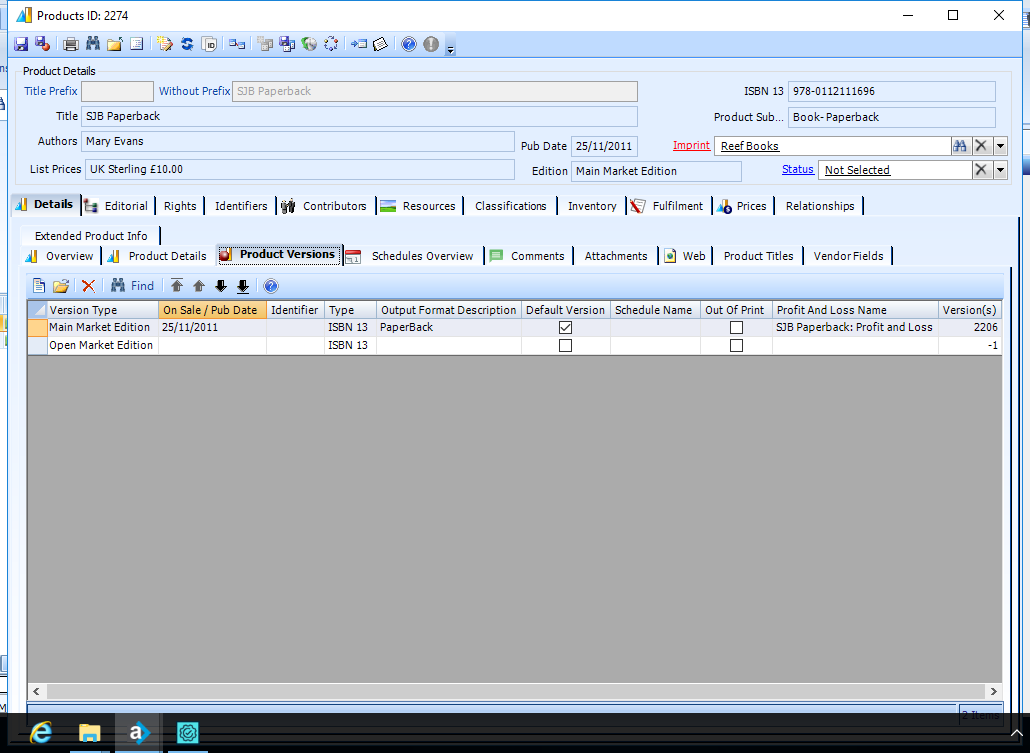 Products ID: 2274
Product Details
Title Prefix Without Prefix SJB Paperback ISBN 13 978-0112111696
Title SJB Paperback Product Sub... Book- Paperback
Authors Mary Evans Pub Date 25/11/2011 Imprint Reef Books
List Prices UK Sterling £10.00 Edition Main Market Edition Status Not Selected
Details Editorial Rights Identifiers Contributors Resources Classifications Inventory Fulfilment Prices Relationships
Extended Product Info
Overview Product Details Product Versions Schedules Overview Comments Attachments Web Product Titles Vendor Fields
Find
Version Type On Sale / Pub Date Identifier Type Output Format Description Default Version Schedule Name Out Of Print Profit And Loss Name Version(s)
Main Market Edition 25/11/2011 ISBN 13 PaperBack SJB Paperback: Profit and Loss 2206
Open Market Edition ISBN 13 -1
2 Items